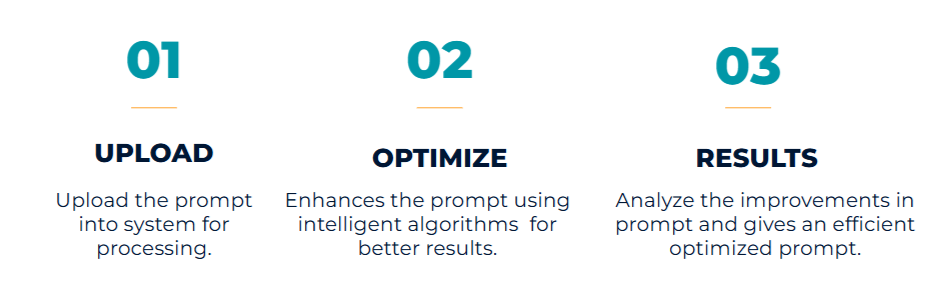 01
UPLOAD
Upload the prompt
into system for
processing.
02
OPTIMIZE
Enhances the prompt using
intelligent algorithms  for
better results.
03
RESULTS
Analyze the improvements in
prompt and gives an efficient
optimized prompt.